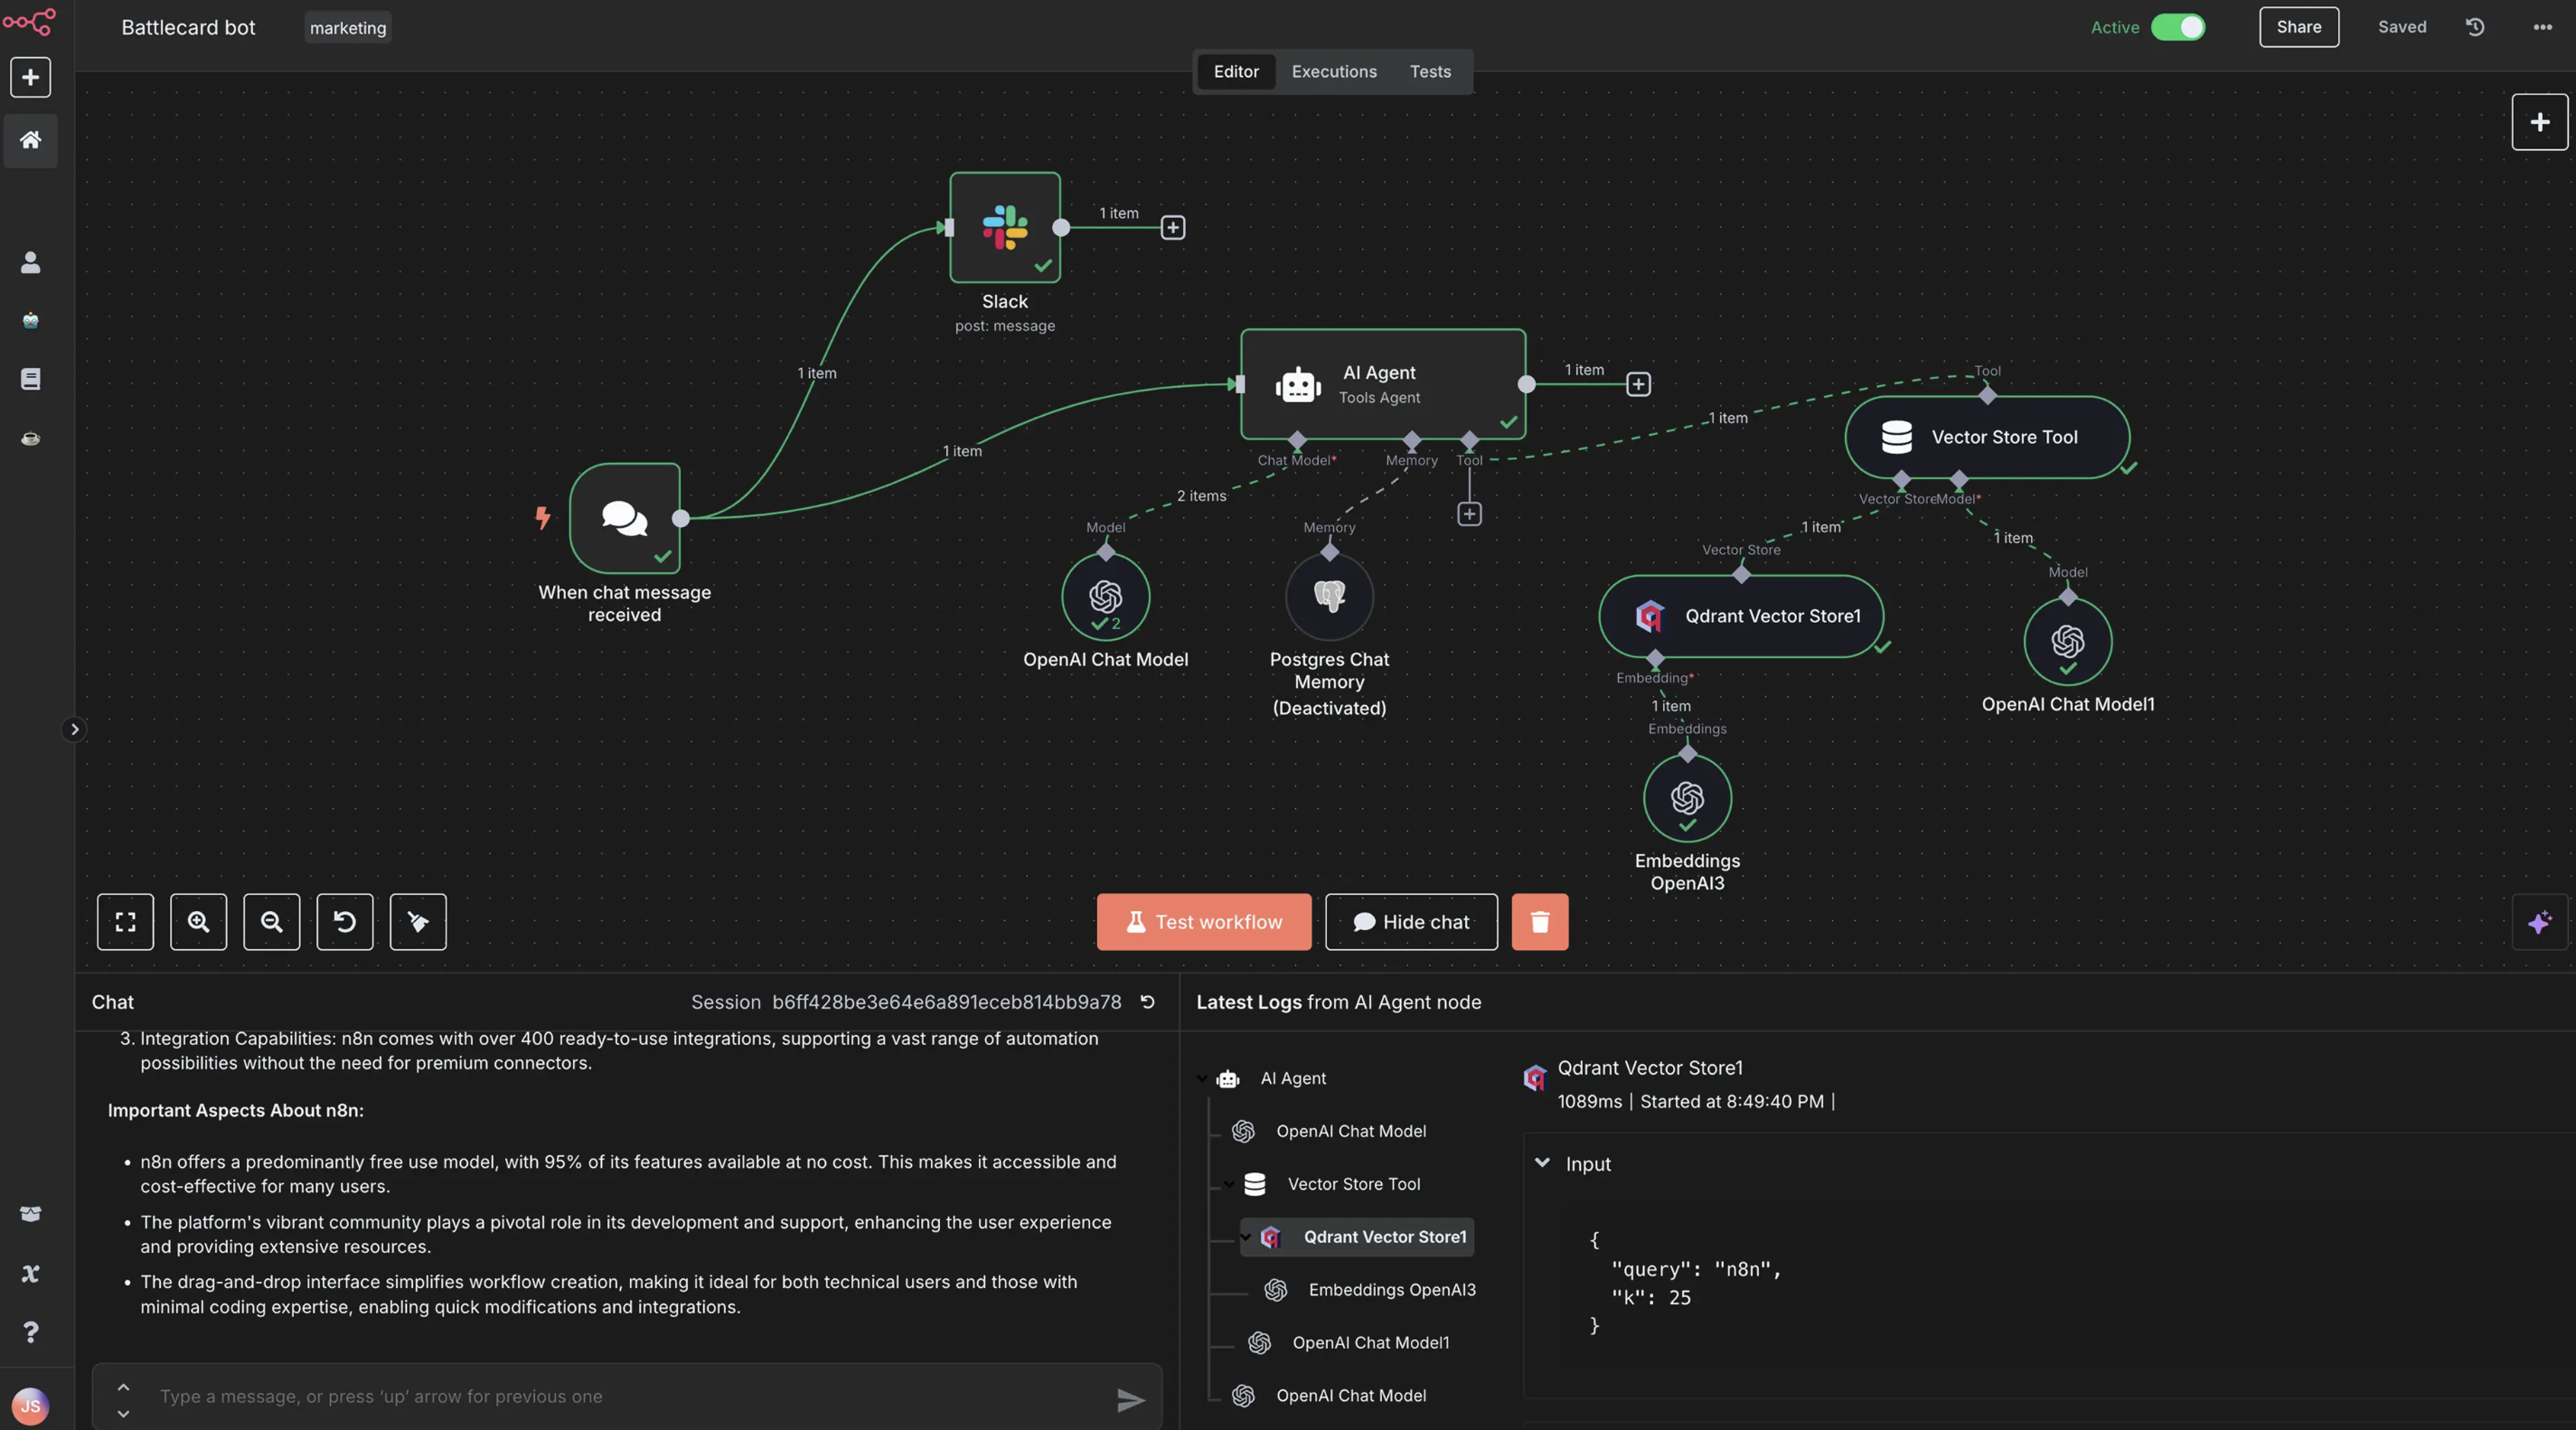 Battlecard bot
marketing
Active
Share
Saved
Editor
Executions
Tests
1 item
Slack
post: message
1 item
AI Agent
Tools Agent
1 item
Tool
1 item
Vector Store Tool
1 item
Chat Model*
Memory
Tool
2 items
Vector Store
Model*
Model
Memory
1 item
1 item
Vector Store
Model
When chat message
received
Qdrant Vector Store1
OpenAI Chat Model
2
Postgres Chat
Memory
(Deactivated)
Embedding*
OpenAI Chat Model1
1 item
Embeddings
Embeddings
OpenAI3
Test workflow
Hide chat
Chat
Session b6ff428be3e64e6a891eceb814bb9a78
3. Integration Capabilities: n8n comes with over 400 ready-to-use integrations, supporting a vast range of automation
possibilities without the need for premium connectors.
Important Aspects About n8n:
• n8n offers a predominantly free use model, with 95% of its features available at no cost. This makes it accessible and
cost-effective for many users.
• The platform's vibrant community plays a pivotal role in its development and support, enhancing the user experience
and providing extensive resources.
• The drag-and-drop interface simplifies workflow creation, making it ideal for both technical users and those with
minimal coding expertise, enabling quick modifications and integrations.
Type a message, or press ‘up’ arrow for previous one
JS
Latest Logs from AI Agent node
AI Agent
OpenAI Chat Model
Vector Store Tool
Qdrant Vector Store1
Embeddings OpenAI3
OpenAI Chat Model1
OpenAI Chat Model
Qdrant Vector Store1
1089ms | Started at 8:49:40 PM |
Input
{
"query": "n8n",
"k": 25
}